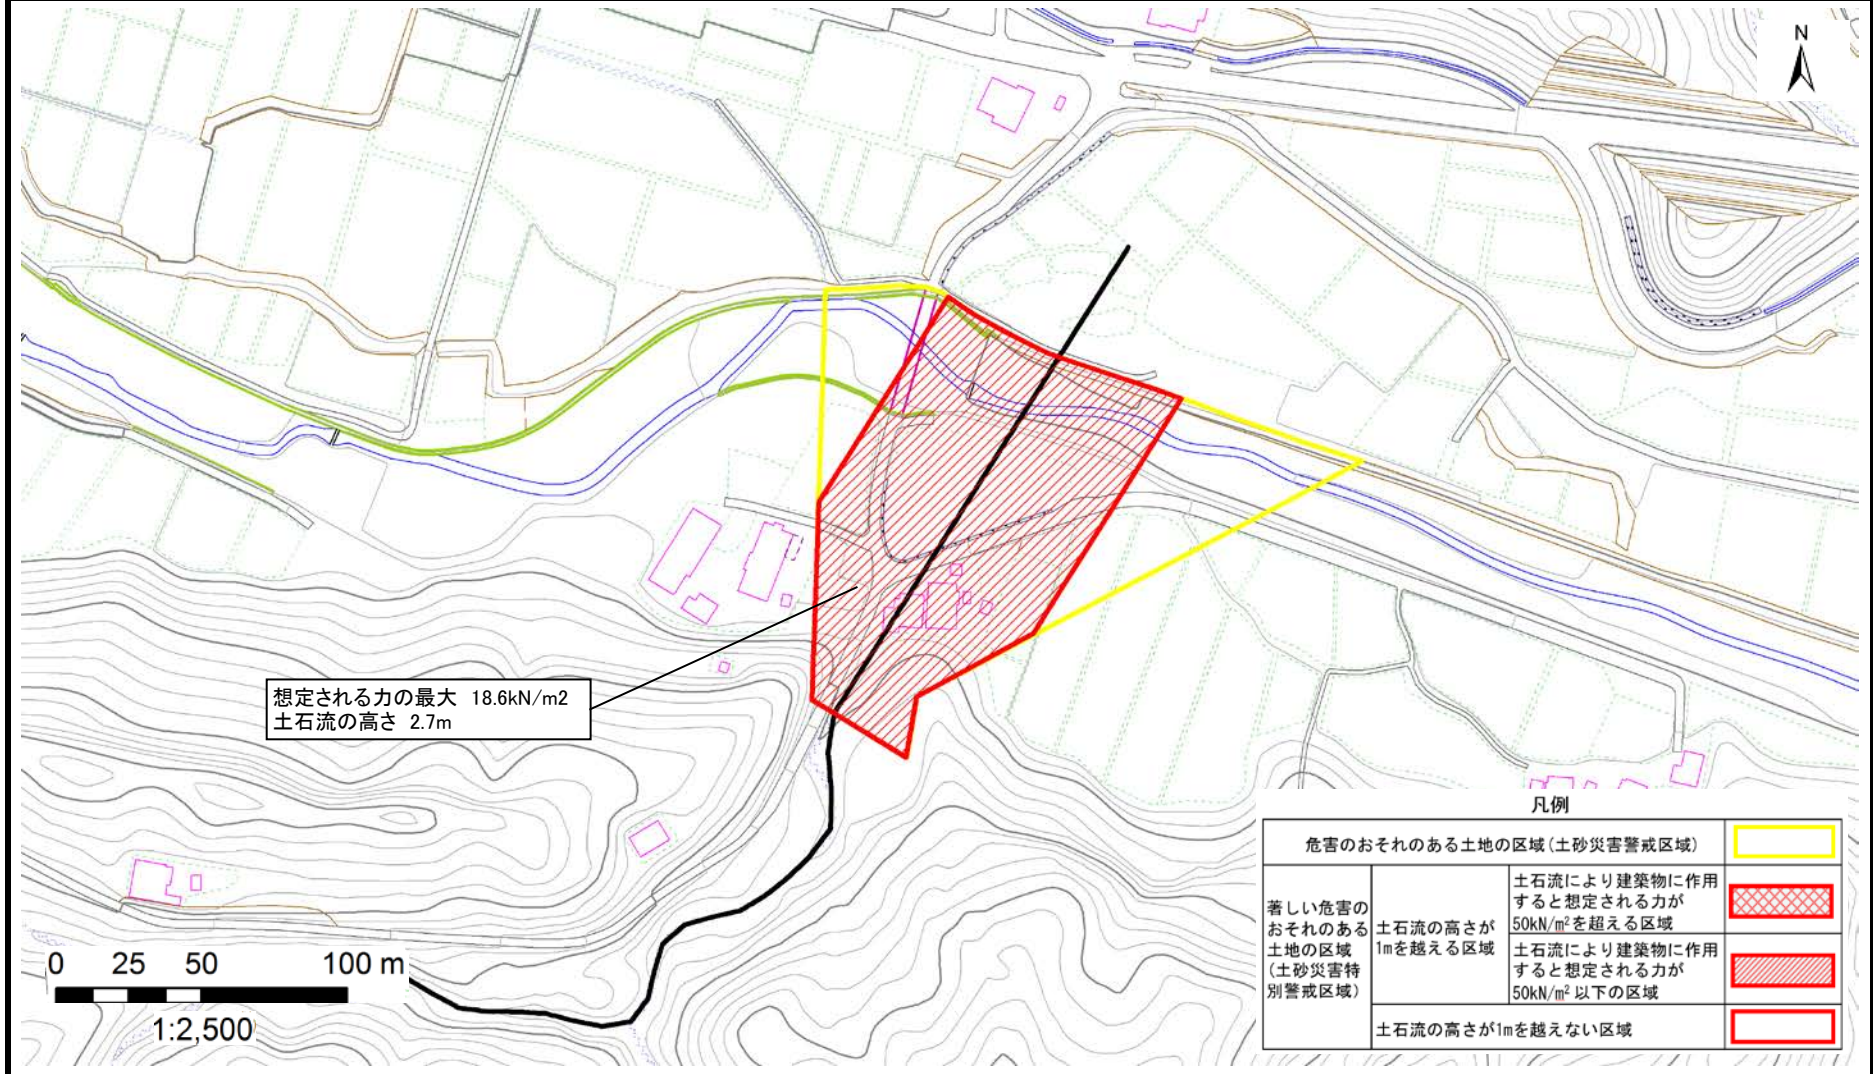 N
想定される力の最大 18.6kN/m2
土石流の高さ 2.7m
凡例
危害のおそれのある土地の区域(土砂災害警戒区域)
著しい危害の
おそれのある
土地の区域
(土砂災害特
別警戒区域)
土石流の高さが
1mを越える区域
土石流により建築物に作用
すると想定される力が
50kN/m²を超える区域
土石流により建築物に作用
すると想定される力が
50kN/m² 以下の区域
土石流の高さが1mを越えない区域
0 25 50 100 m
1:2,500